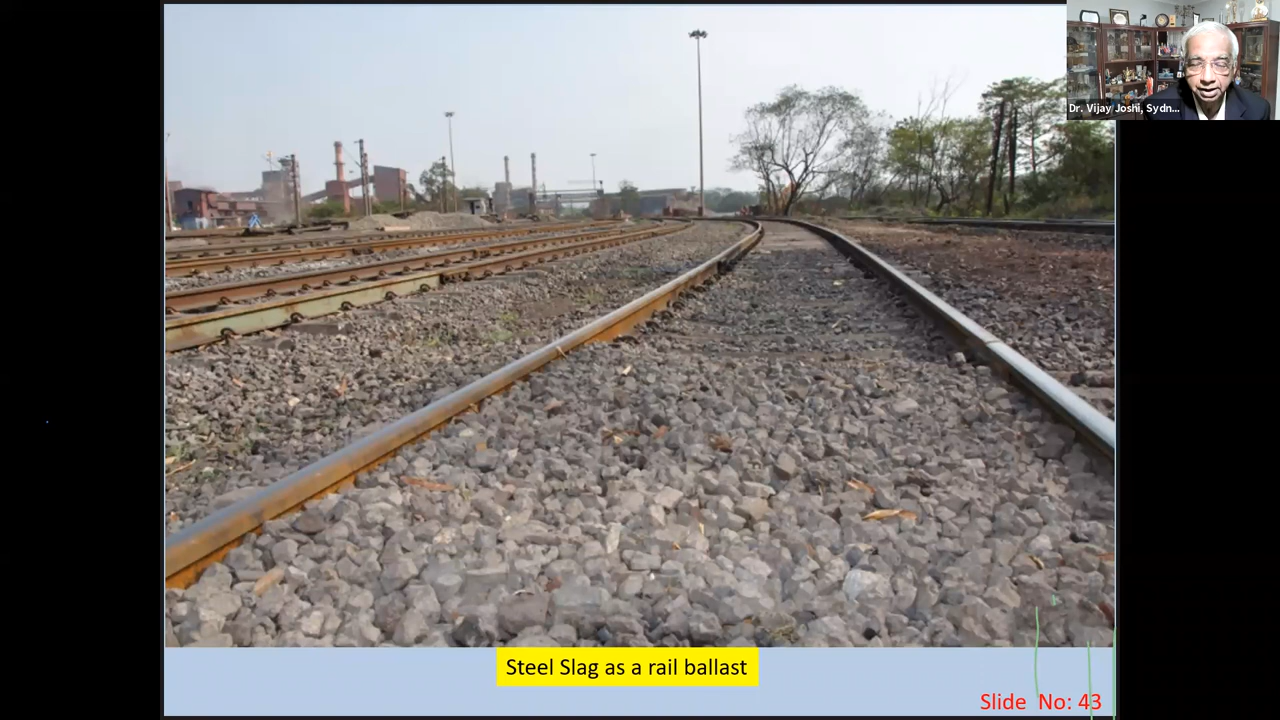 Dr. Vijay Joshi, Sydn...
Steel Slag as a rail ballast
Slide No: 43